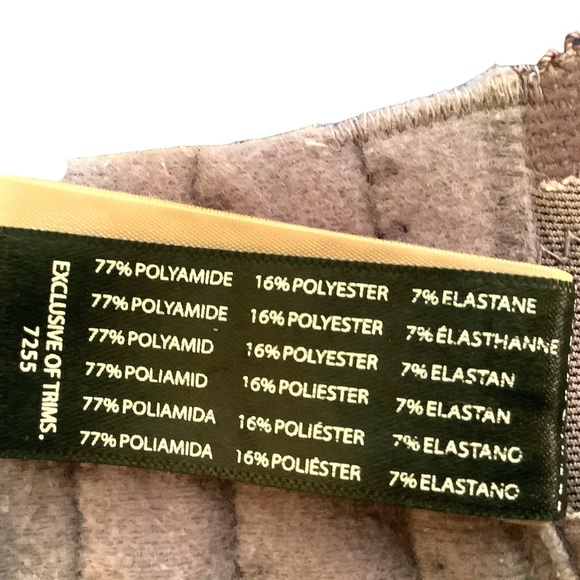 77% POLYAMIDE 16% POLYESTER 7% ELASTANE
77% POLYAMIDE 16% POLYESTER 7% ÉLASTHANNE
77% POLYAMID 16% POLYESTER 7% ELASTAN
77% POLIAMID 16% POLIESTER 7% ELASTAN
77% POLIAMIDA 16% POLIÉSTER 7% ELASTANO
77% POLIAMIDA 16% POLIÉSTER 7% ELASTANO
EXCLUSIVE OF TRIMS.
7255